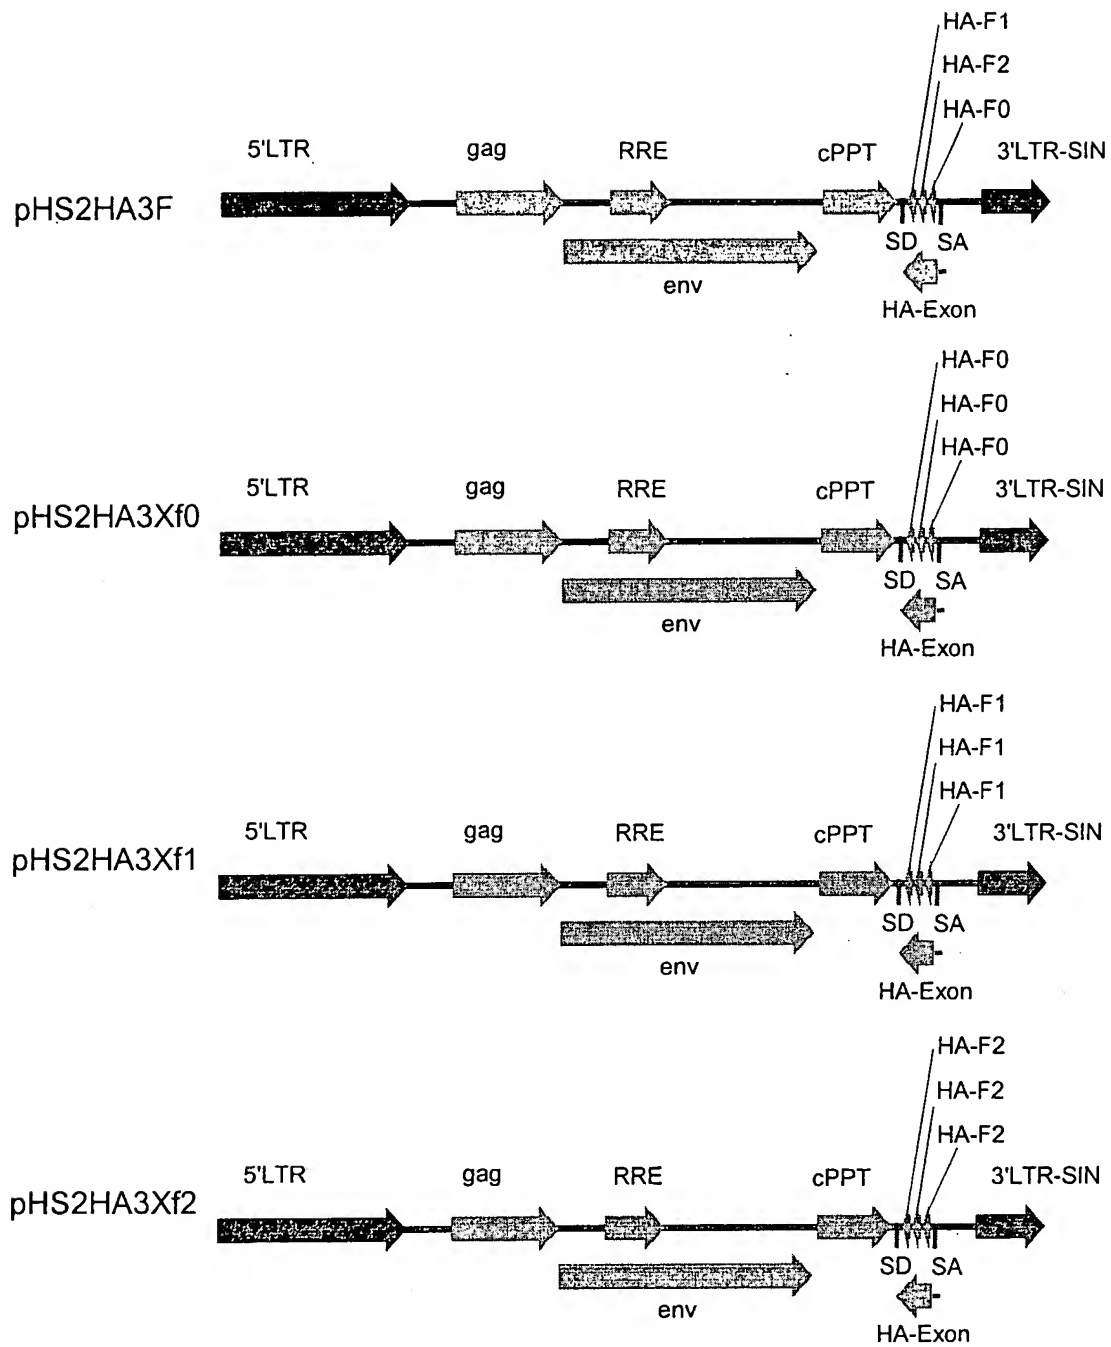 HA-F1
HA-F2
HA-F0
5'LTR gag RRE cPPT 3'LTR-SIN
pHS2HA3F
SD SA
env
HA-Exon
HA-F0
HA-F0
HA-F0
5'LTR gag RRE cPPT 3'LTR-SIN
pHS2HA3Xf0
SD SA
env
HA-Exon
HA-F1
HA-F1
HA-F1
5'LTR gag RRE cPPT 3'LTR-SIN
pHS2HA3Xf1
SD SA
env
HA-Exon
HA-F2
HA-F2
HA-F2
5'LTR gag RRE cPPT 3'LTR-SIN
pHS2HA3Xf2
SD SA
env
HA-Exon